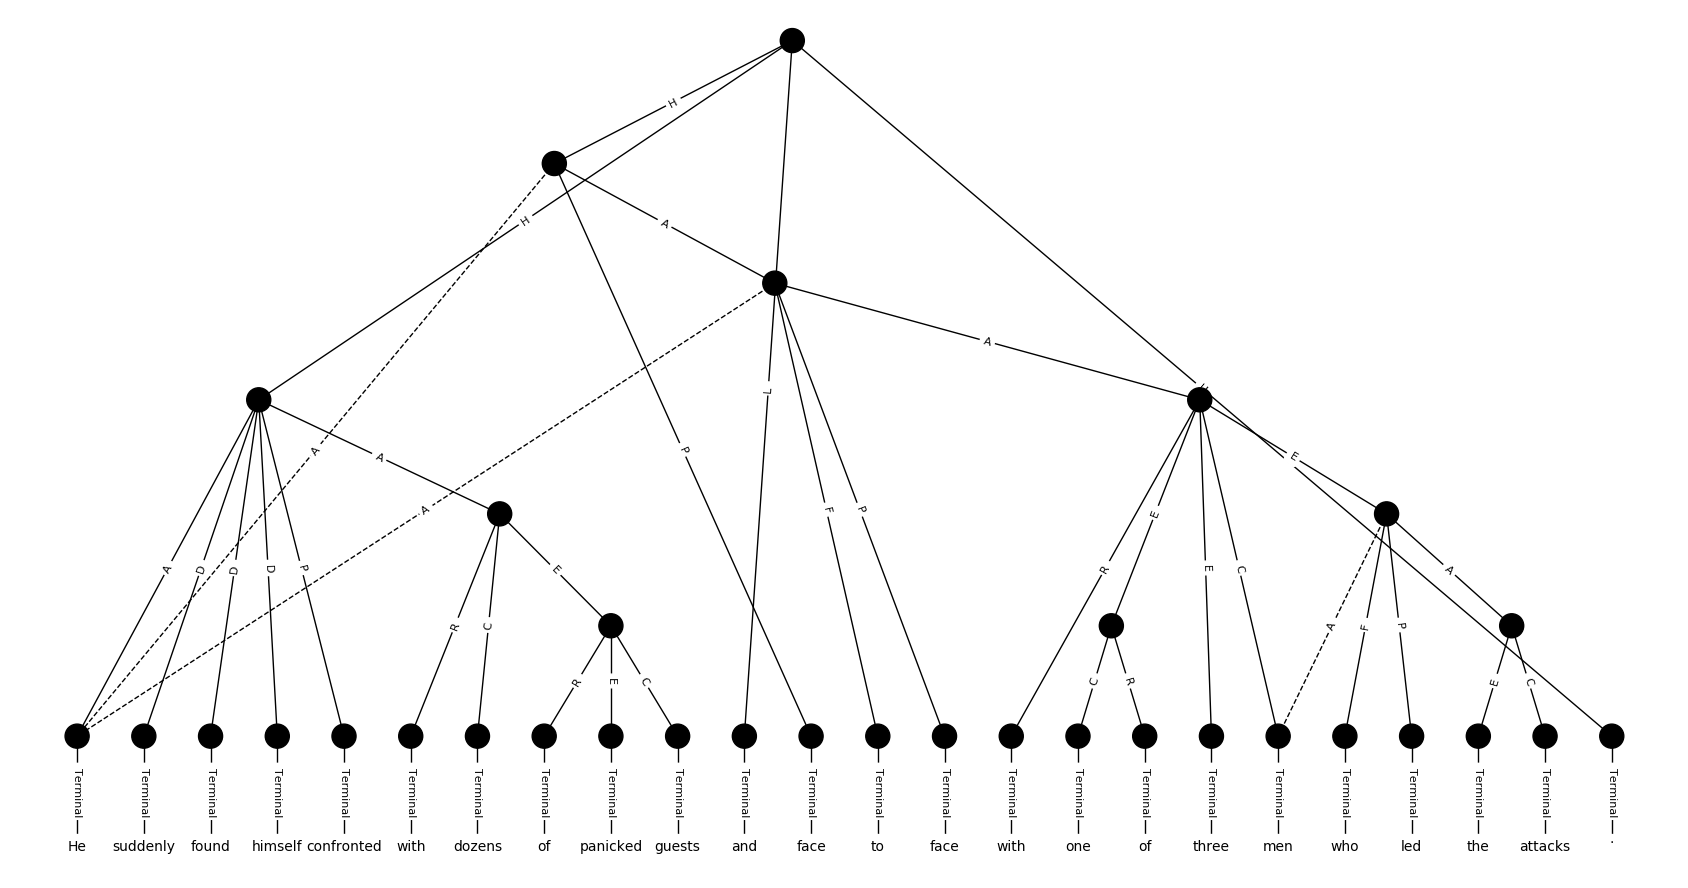 H
H A
A
L
A P A E
A F P E
A D D D P E R E C A
R C A F P
R E C C R E C
Terminal Terminal Terminal Terminal Terminal Terminal Terminal Terminal Terminal Terminal Terminal Terminal Terminal Terminal Terminal Terminal Terminal Terminal Terminal Terminal Terminal Terminal Terminal Terminal
He suddenly found himself confronted with dozens of panicked guests and face to face with one of three men who led the attacks .